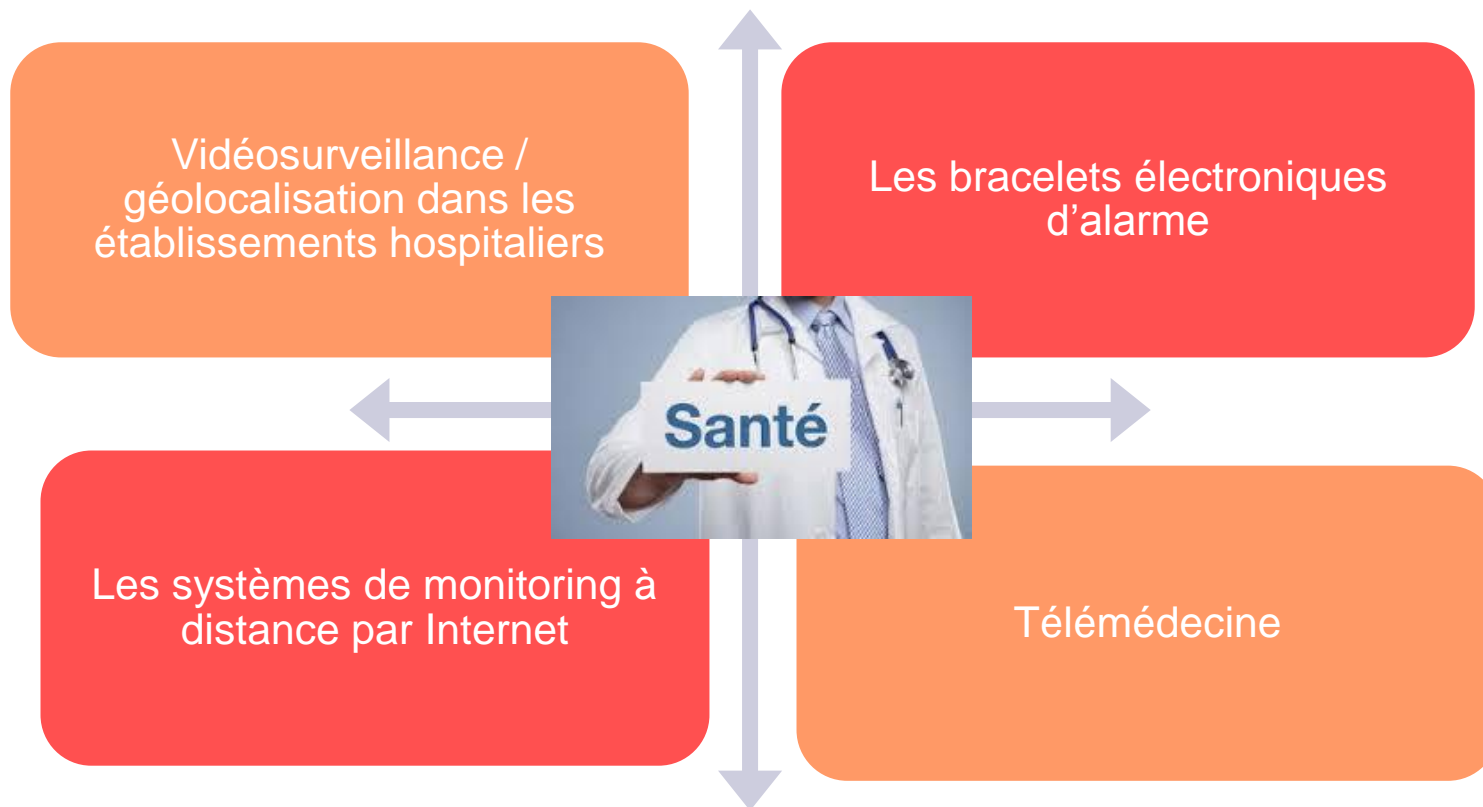 Vidéosurveillance /
géolocalisation dans les
établissements hospitaliers
Les bracelets électroniques
d’alarme
Santé
Les systèmes de monitoring à
distance par Internet
Télémédecine